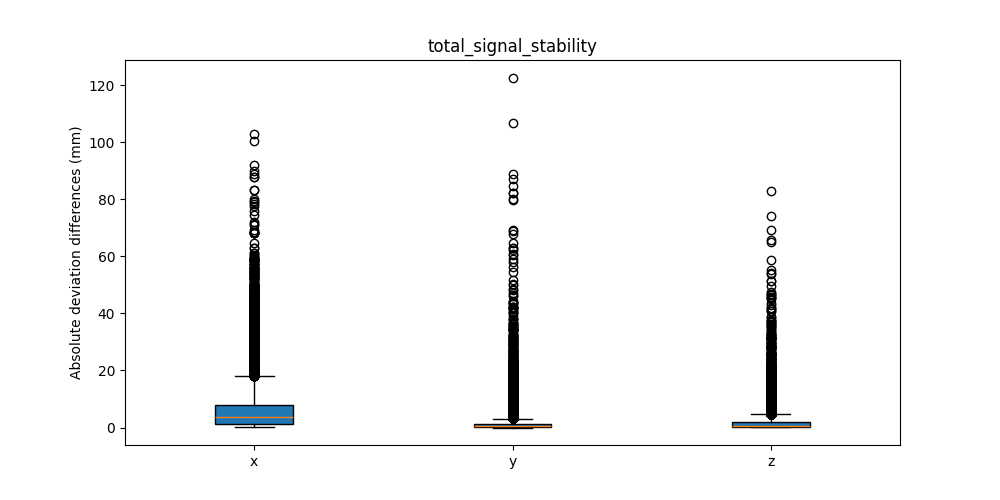 total_signal_stability
Absolute deviation differences (mm)
120
100
80
60
40
20
0
x y z